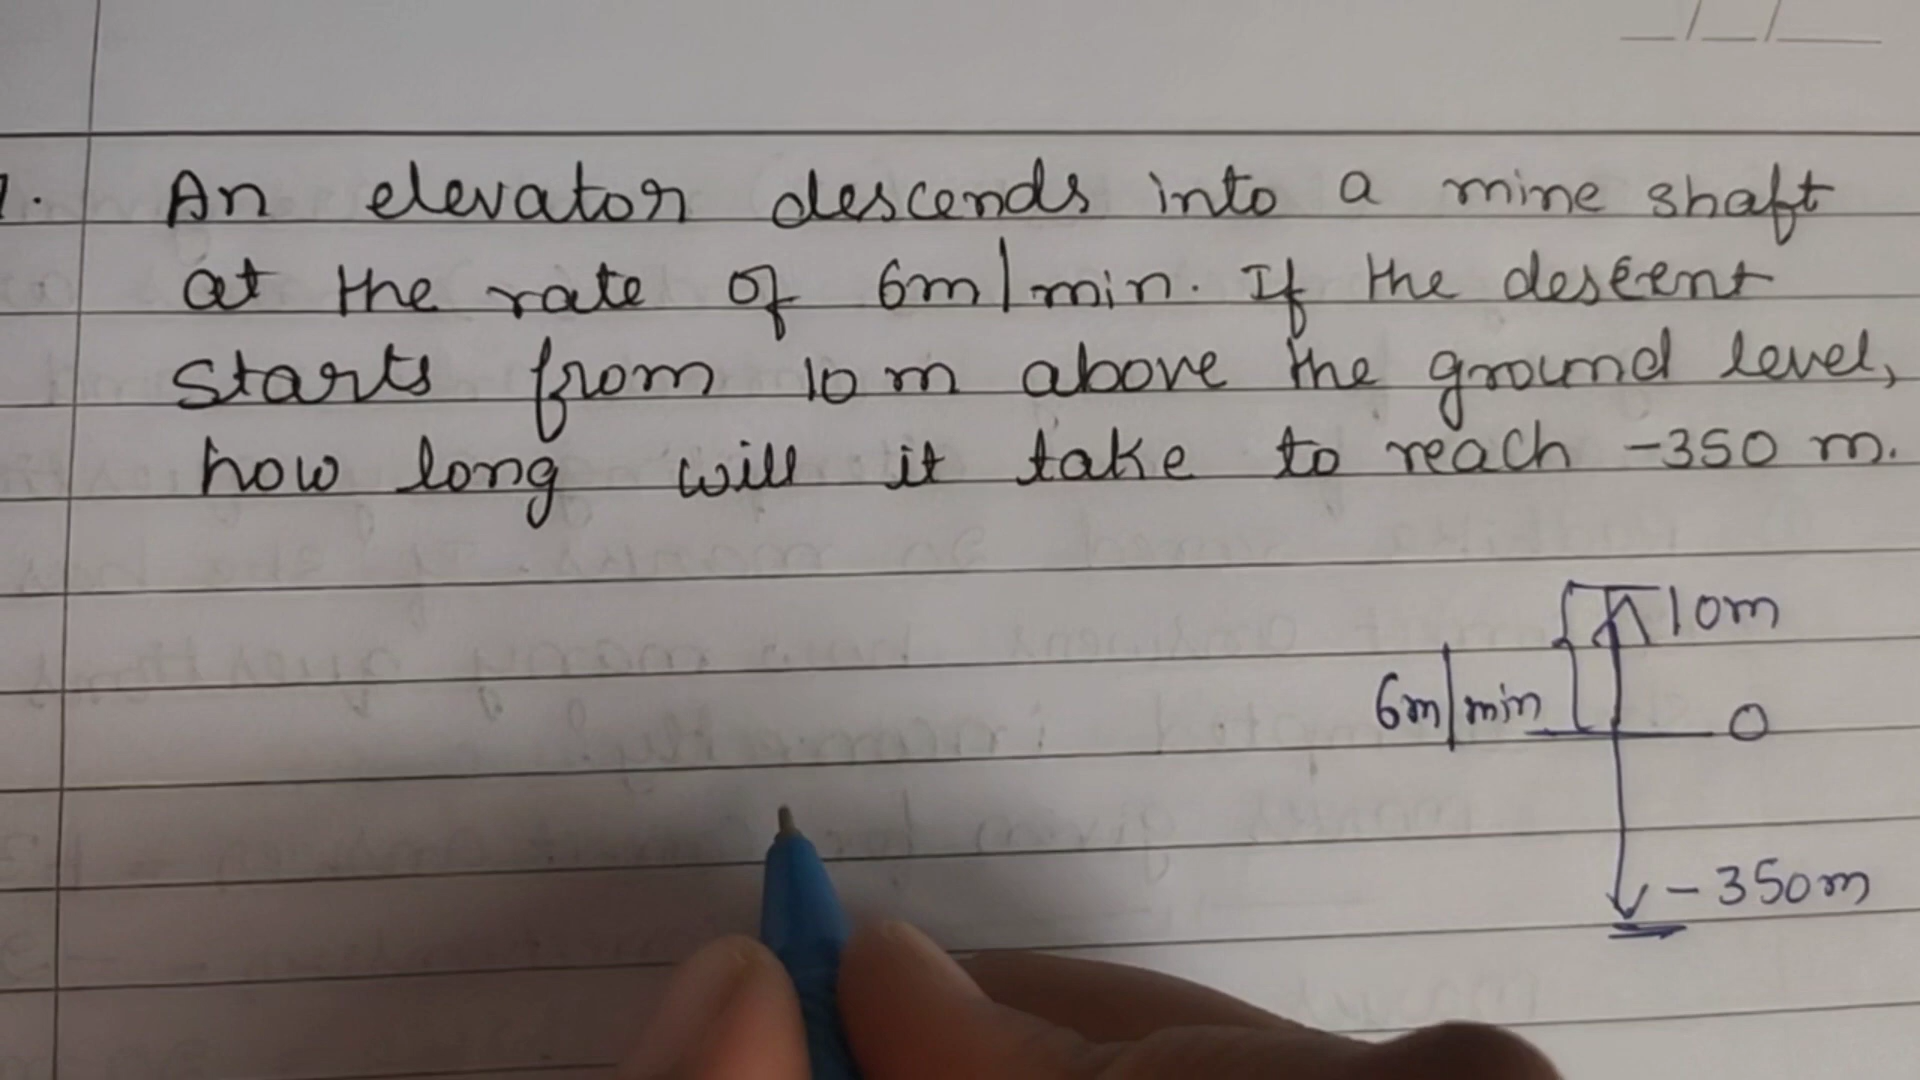 1. An elevator descends into a mine shaft
at the rate of 6m/min. If the descent
starts from 10 m above the ground level,
how long will it take to reach -350 m.
10m
6m/min
0
-350m